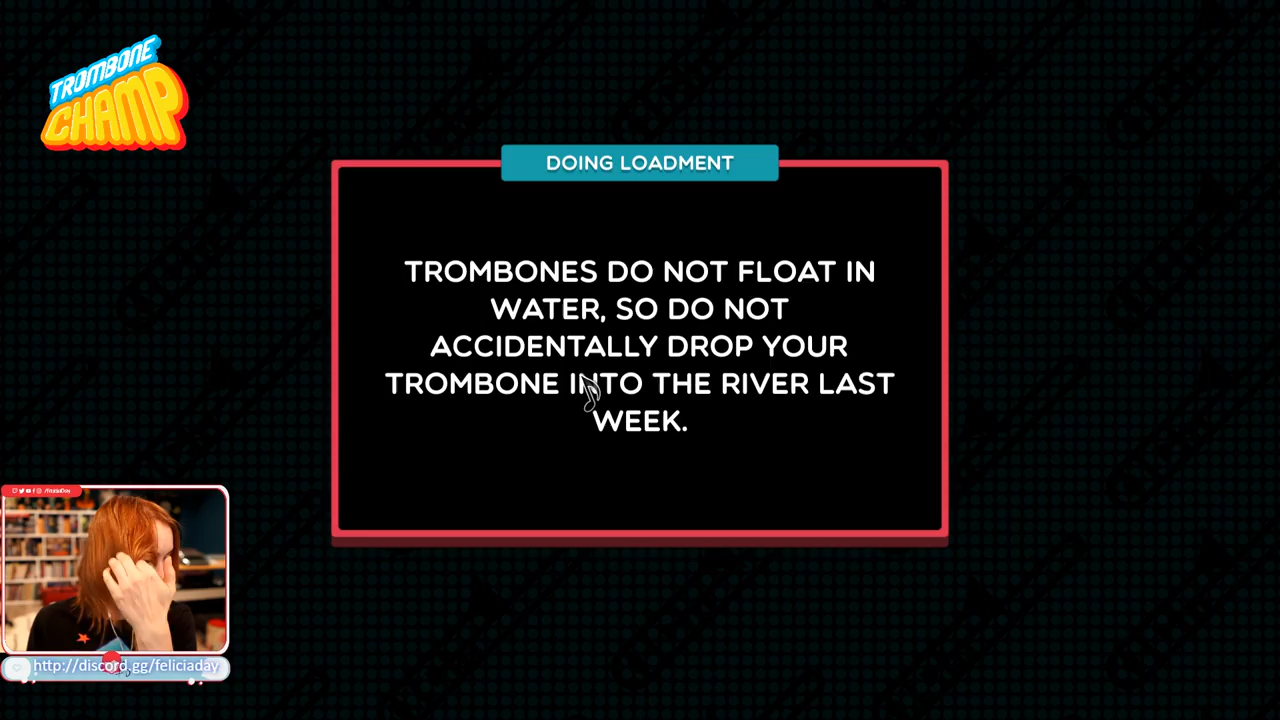 TROMBONE
CHAMP
DOING LOADMENT
TROMBONES DO NOT FLOAT IN
WATER, SO DO NOT
ACCIDENTALLY DROP YOUR
TROMBONE INTO THE RIVER LAST
WEEK.
http://discord.gg/feliciaday